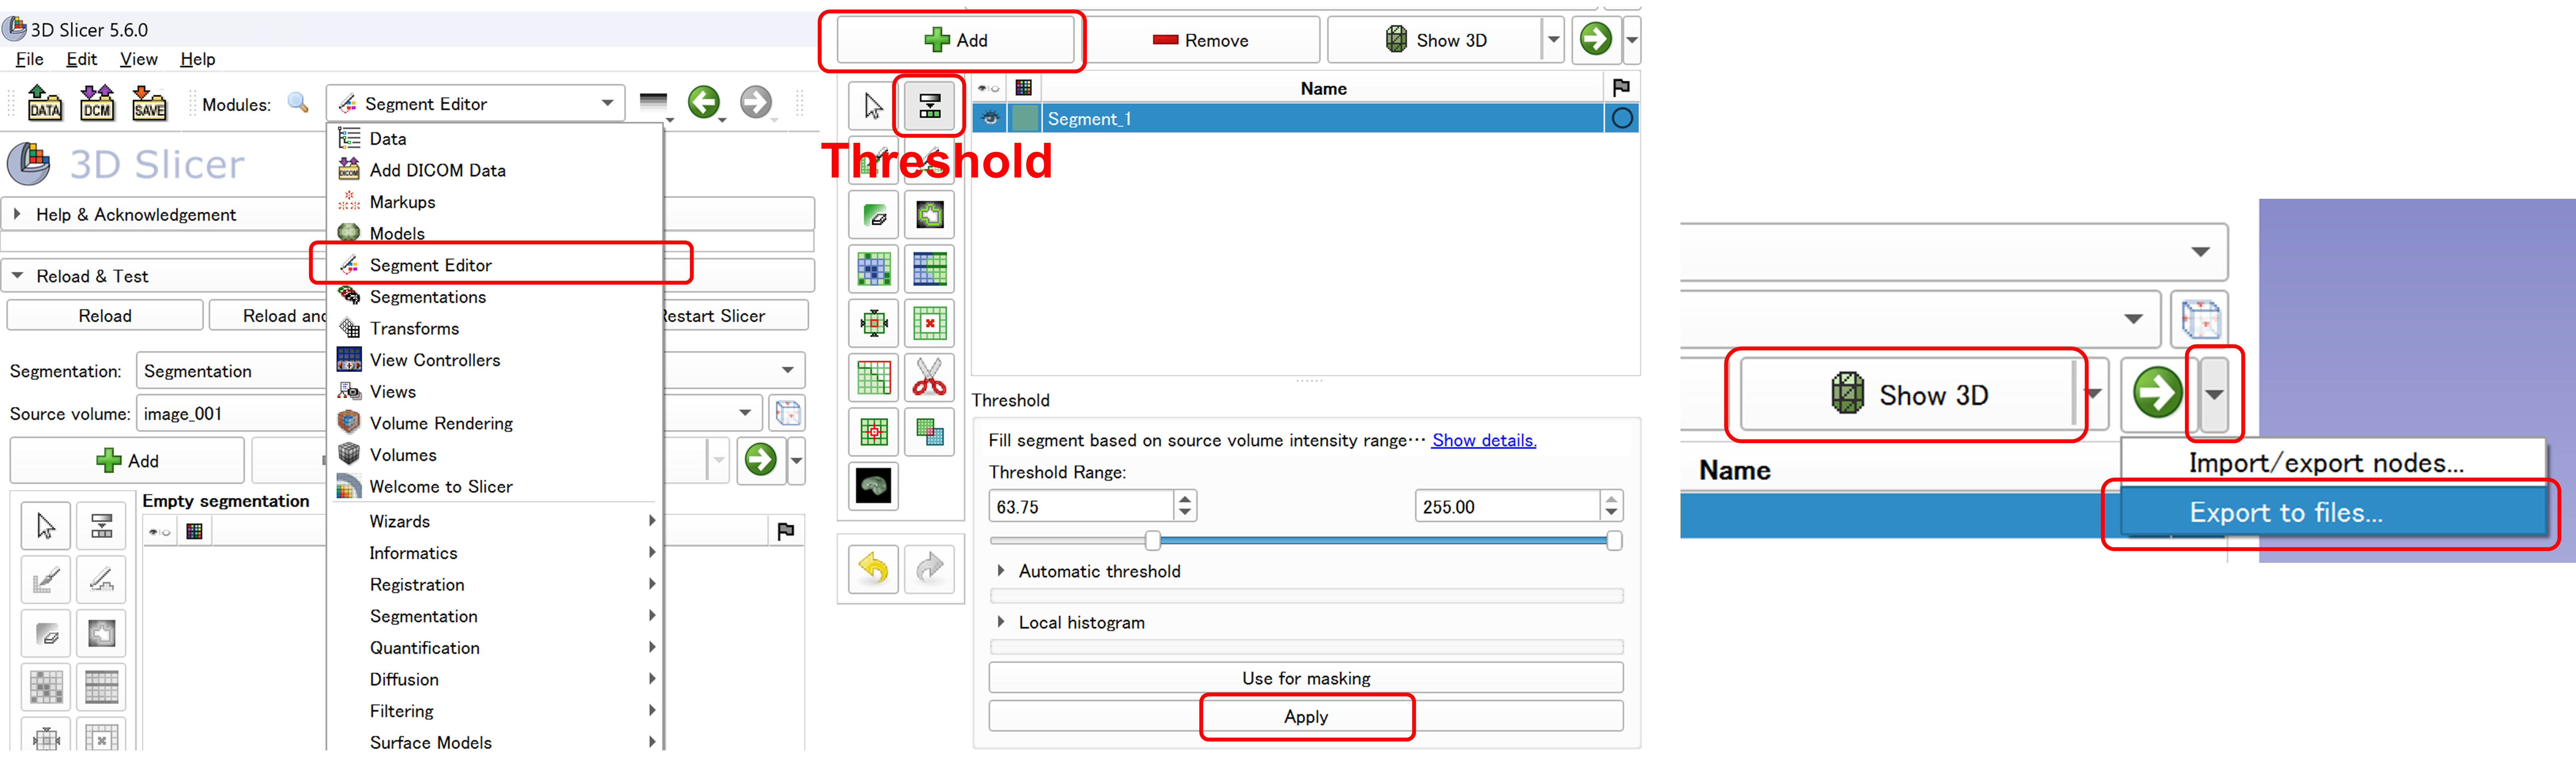 3D Slicer 5.6.0
File Edit View Help
DATA DCM SAVE Modules: Segment Editor
3D Slicer
Help & Acknowledgement
Reload & Test
Reload Reload and Restart Slicer
Segmentation: Segmentation
Source volume: image_001
Add
Empty segmentation
Data
Add DICOM Data
Markups
Models
Segment Editor
Segmentations
Transforms
View Controllers
Views
Volume Rendering
Volumes
Welcome to Slicer
Wizards
Informatics
Registration
Segmentation
Quantification
Diffusion
Filtering
Surface Models
Add Remove Show 3D
Name
Segment_1
Threshold
Threshold
Fill segment based on source volume intensity range… Show details.
Threshold Range:
63.75 255.00
Automatic threshold
Local histogram
Use for masking
Apply
Show 3D
Name
Import/export nodes...
Export to files...